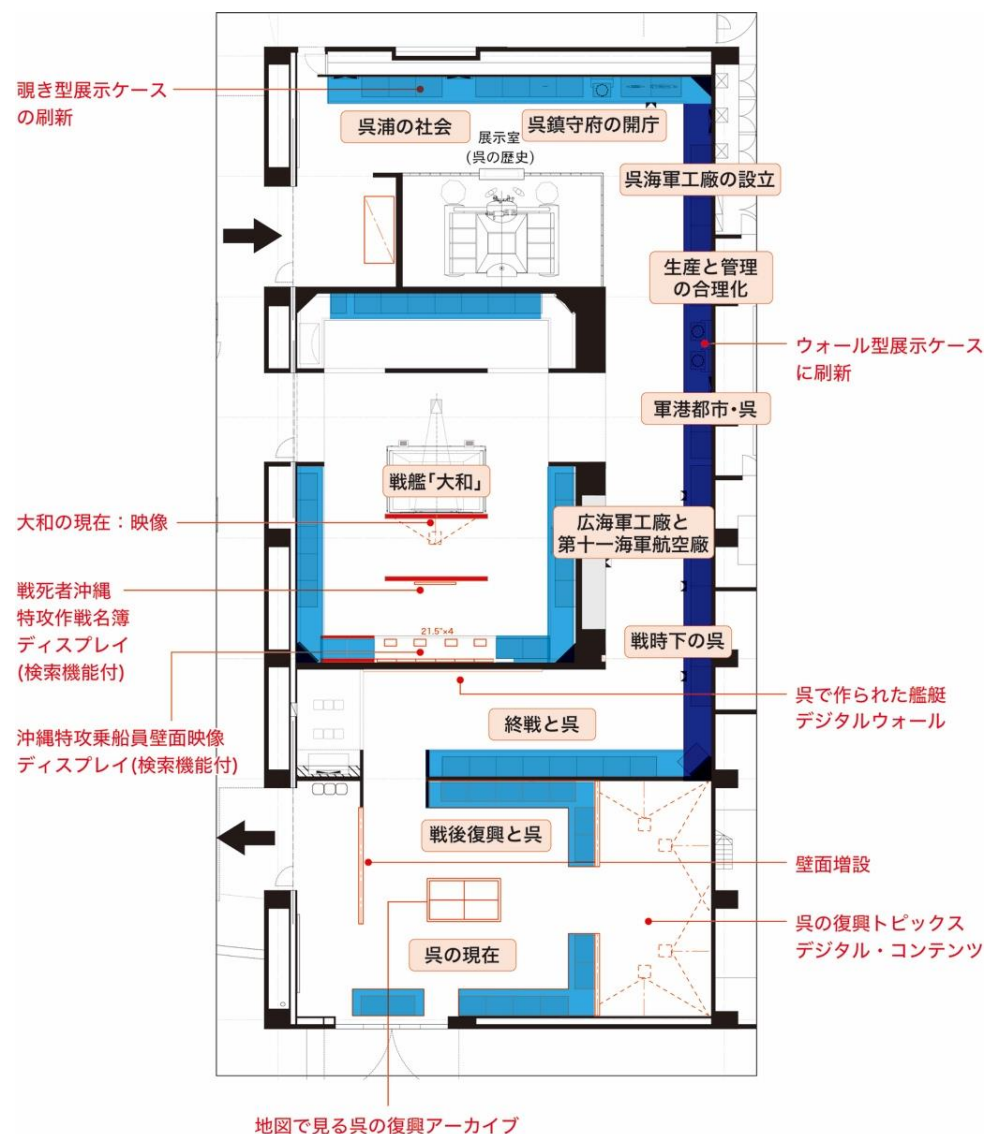 覗き型展示ケース
の刷新
呉浦の社会
展示室
(呉の歴史)
呉鎮守府の開庁
呉海軍工廠の設立
生産と管理
の合理化
ウォール型展示ケース
に刷新
軍港都市・呉
戦艦「大和」
大和の現在：映像
広海軍工廠と
第十一海軍航空廠
戦死者沖縄
特攻作戦名簿
ディスプレイ
(検索機能付)
21.5"×4
戦時下の呉
呉で作られた艦艇
デジタルウォール
終戦と呉
沖縄特攻乗船員壁面映像
ディスプレイ(検索機能付)
戦後復興と呉
壁面増設
呉の復興トピックス
デジタル・コンテンツ
呉の現在
地図で見る呉の復興アーカイブ